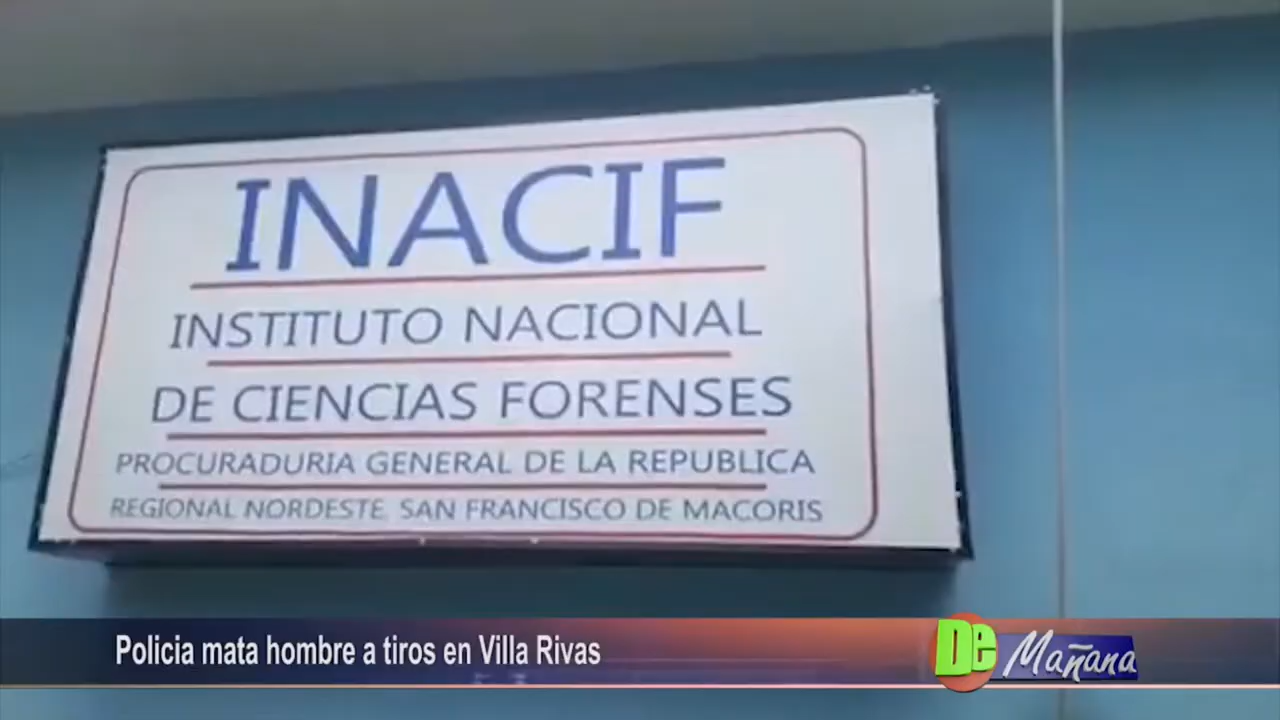 INACIF
INSTITUTO NACIONAL
DE CIENCIAS FORENSES
PROCURADURIA GENERAL DE LA REPUBLICA
REGIONAL NORDESTE. SAN FRANCISCO DE MACORIS
Policia mata hombre a tiros en Villa Rivas
De Mañana